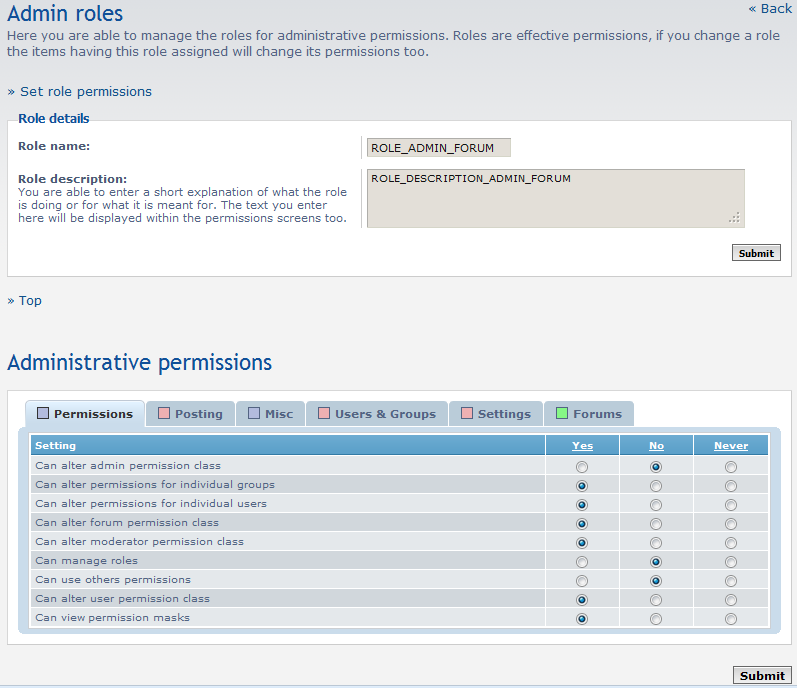 Admin roles
« Back
Here you are able to manage the roles for administrative permissions. Roles are effective permissions, if you change a role
the items having this role assigned will change its permissions too.
» Set role permissions
Role details
Role name:
ROLE_ADMIN_FORUM
Role description:
You are able to enter a short explanation of what the role
is doing or for what it is meant for. The text you enter
here will be displayed within the permissions screens too.
ROLE_DESCRIPTION_ADMIN_FORUM
Submit
» Top
Administrative permissions
Permissions Posting Misc Users & Groups Settings Forums
Setting Yes No Never
Can alter admin permission class
Can alter permissions for individual groups
Can alter permissions for individual users
Can alter forum permission class
Can alter moderator permission class
Can manage roles
Can use others permissions
Can alter user permission class
Can view permission masks
Submit